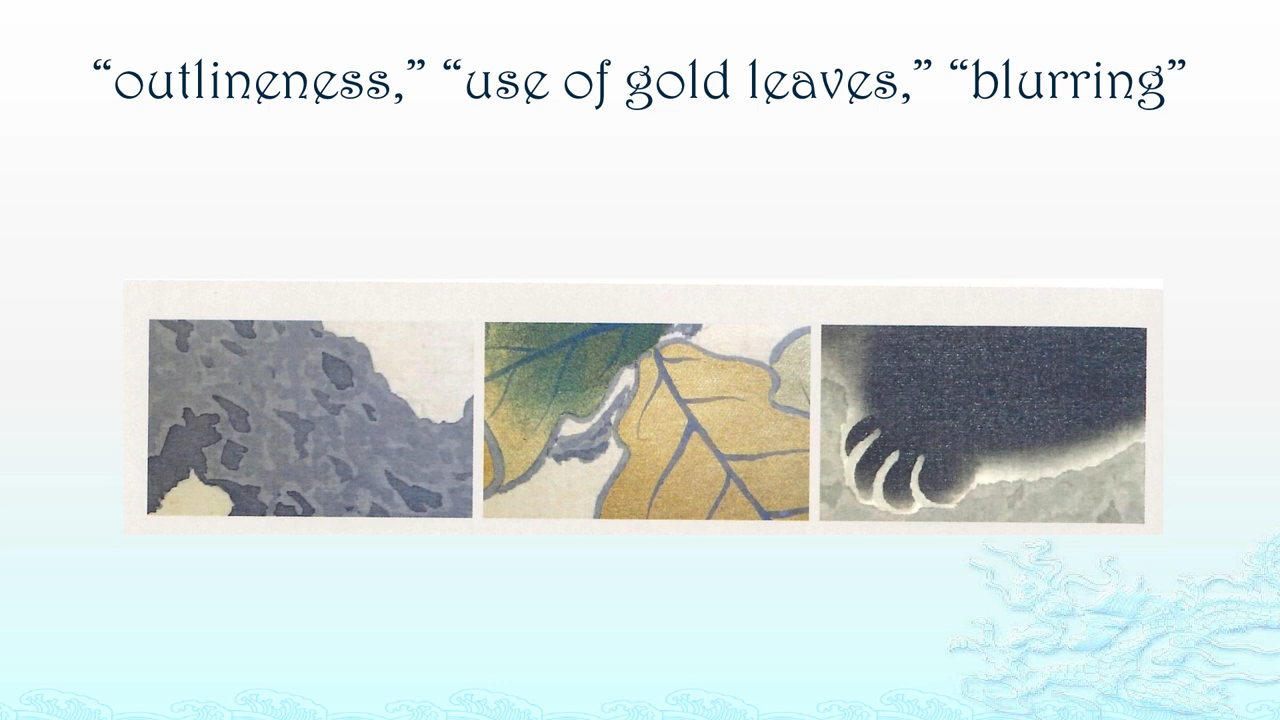 “outlineness,” “use of gold leaves,” “blurring”